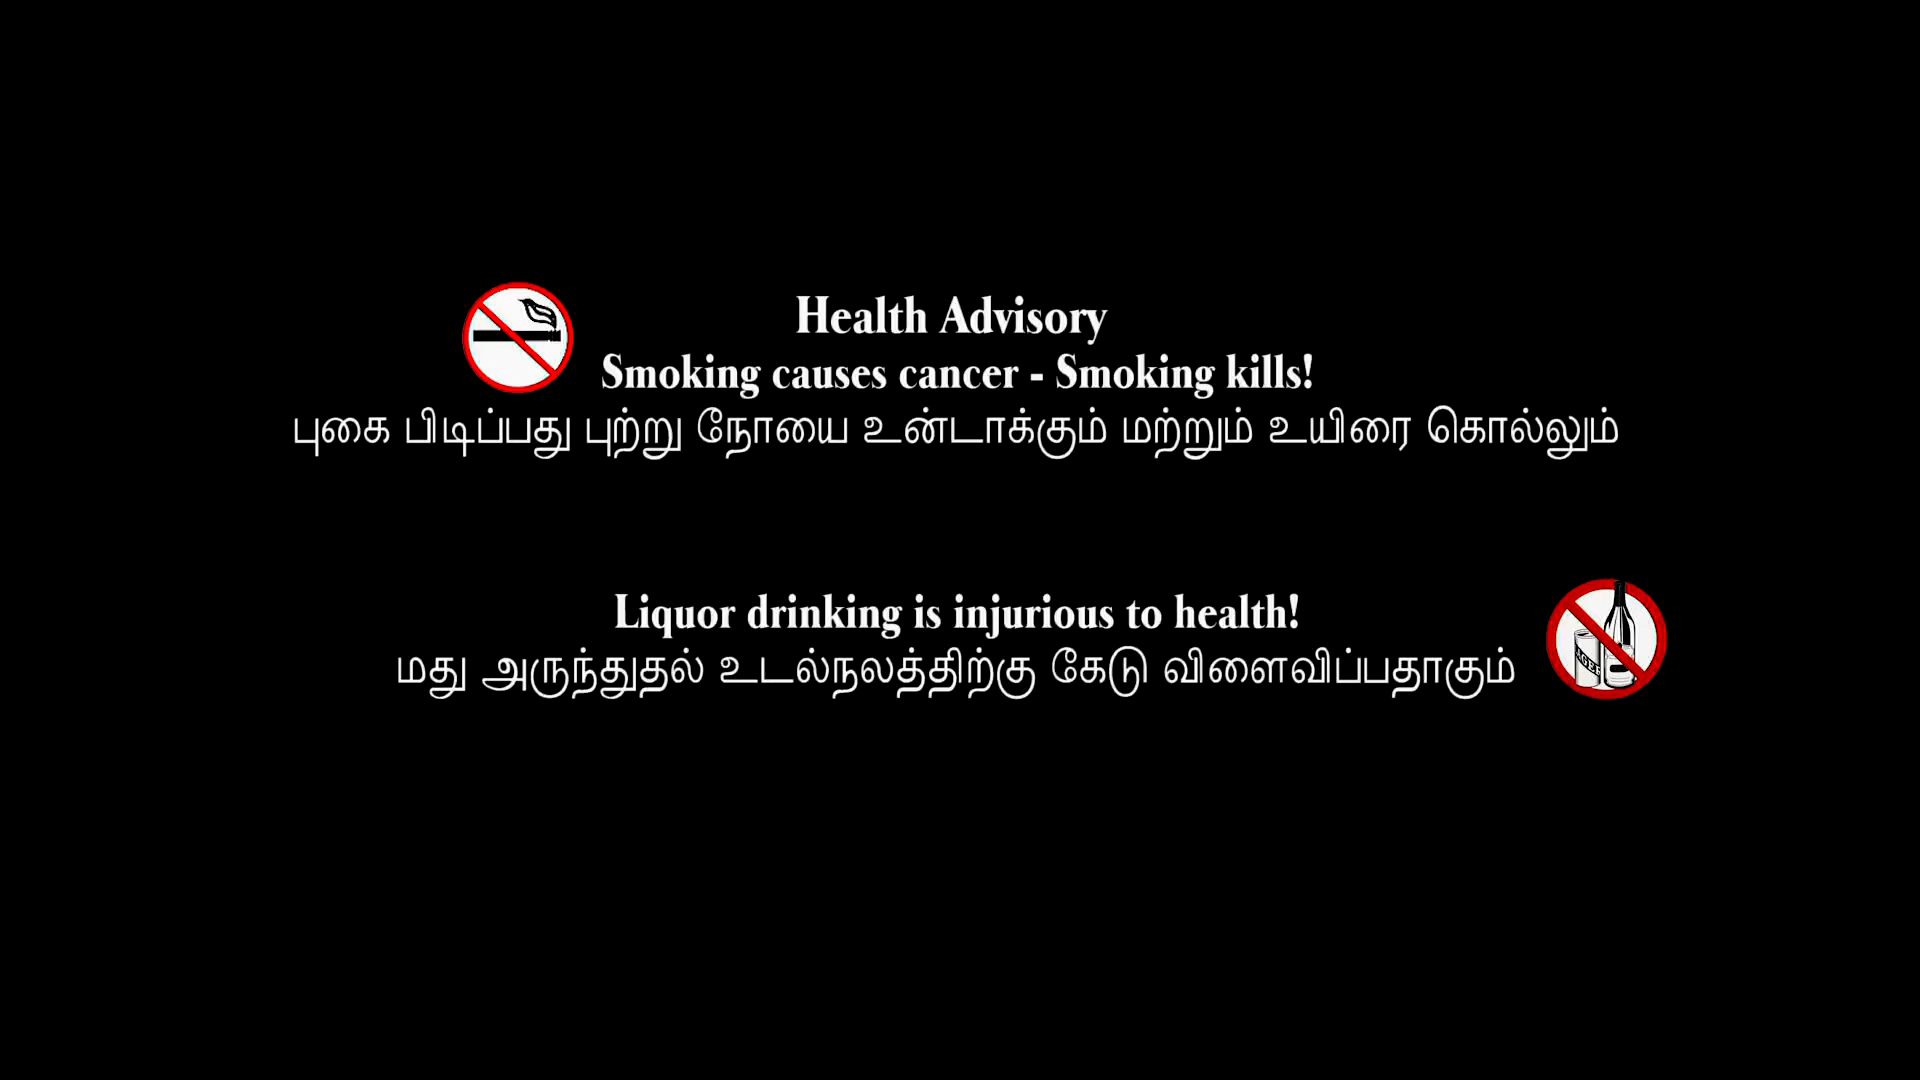 Health Advisory
Smoking causes cancer - Smoking kills!
புகை பிடிப்பது புற்று நோயை உன்டாக்கும் மற்றும் உயிரை கொல்லும்
Liquor drinking is injurious to health!
மது அருந்துதல் உடல்நலத்திற்கு கேடு விளைவிப்பதாகும்